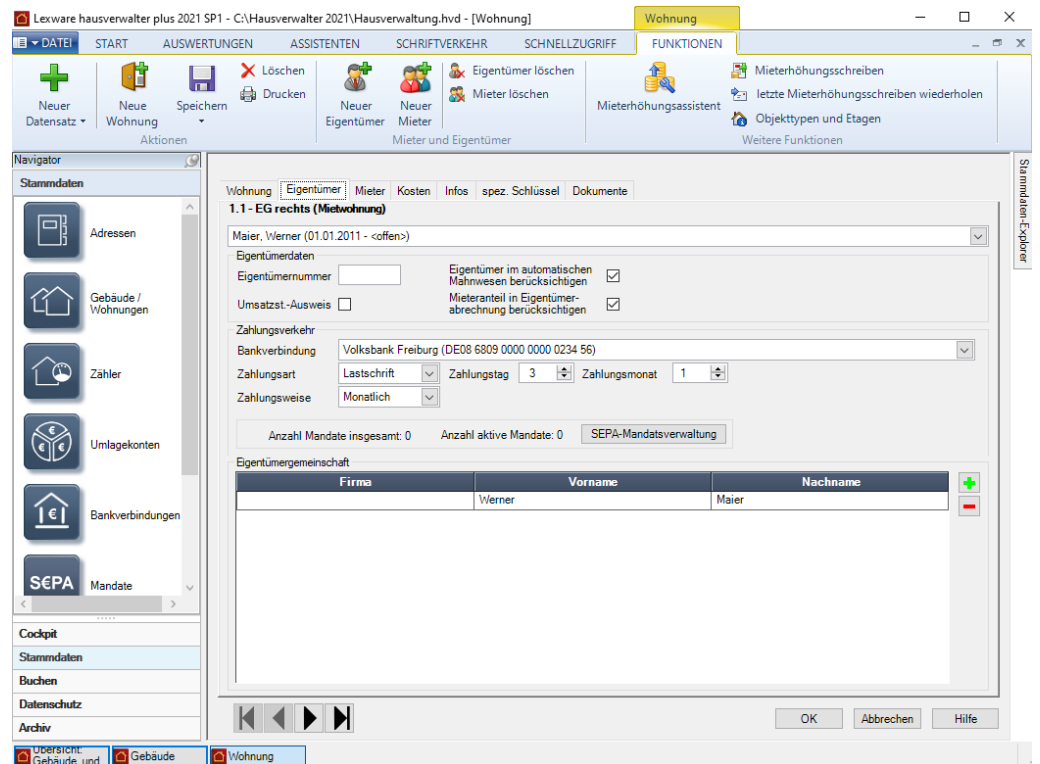 Lexware hausverwalter plus 2021 SP1 - C:\Hausverwalter 2021\Hausverwaltung.hvd - [Wohnung]
Wohnung
DATEI START AUSWERTUNGEN ASSISTENTEN SCHRIFTVERKEHR SCHNELLZUGRIFF FUNKTIONEN
Neuer Datensatz
Neue Wohnung
Speichern
Löschen
Drucken
Aktionen
Neuer Eigentümer
Neuer Mieter
Eigentümer löschen
Mieter löschen
Mieter und Eigentümer
Mieterhöhungsassistent
Mieterhöhungsschreiben
letzte Mieterhöhungsschreiben wiederholen
Objekttypen und Etagen
Weitere Funktionen
Navigator
Stammdaten
Adressen
Gebäude /
Wohnungen
Zähler
Umlagekonten
Bankverbindungen
S€PA Mandate
Cockpit
Stammdaten
Buchen
Datenschutz
Archiv
Wohnung Eigentümer Mieter Kosten Infos spez. Schlüssel Dokumente
1.1 - EG rechts (Mietwohnung)
Maier, Werner (01.01.2011 - <offen>)
Eigentümerdaten
Eigentümernummer
Eigentümer im automatischen
Mahnwesen berücksichtigen
Umsatzst.-Ausweis
Mieteranteil in Eigentümer-
abrechnung berücksichtigen
Zahlungsverkehr
Bankverbindung Volksbank Freiburg (DE08 6809 0000 0000 0234 56)
Zahlungsart Lastschrift Zahlungstag 3 Zahlungsmonat 1
Zahlungsweise Monatlich
Anzahl Mandate insgesamt: 0 Anzahl aktive Mandate: 0 SEPA-Mandatsverwaltung
Eigentümergemeinschaft
Firma Vorname Nachname
Werner Maier
OK Abbrechen Hilfe
Stammdaten-Explorer
Übersicht:
Gebäude und
Gebäude
Wohnung